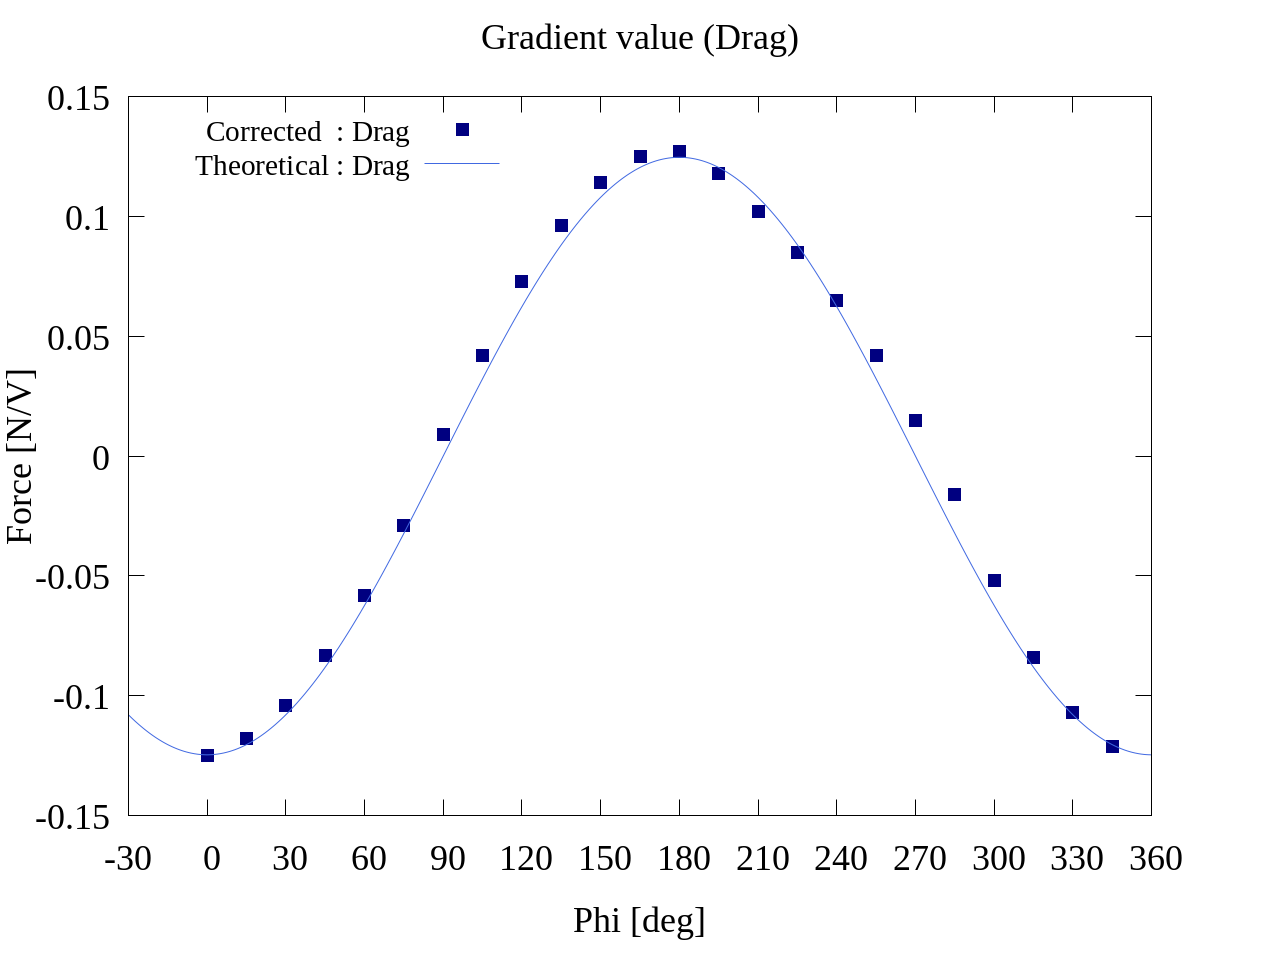 Gradient value (Drag)
0.15
0.1
0.05
0
-0.05
-0.1
-0.15
Force [N/V]
Corrected : Drag
Theoretical : Drag
-30 0 30 60 90 120 150 180 210 240 270 300 330 360
Phi [deg]